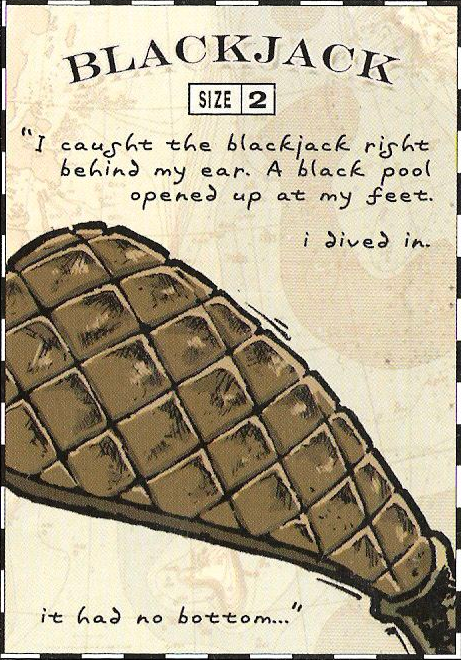 BLACKJACK
SIZE 2
"I caught the blackjack right
behind my ear. A black pool
opened up at my feet.
i dived in.
it had no bottom..."